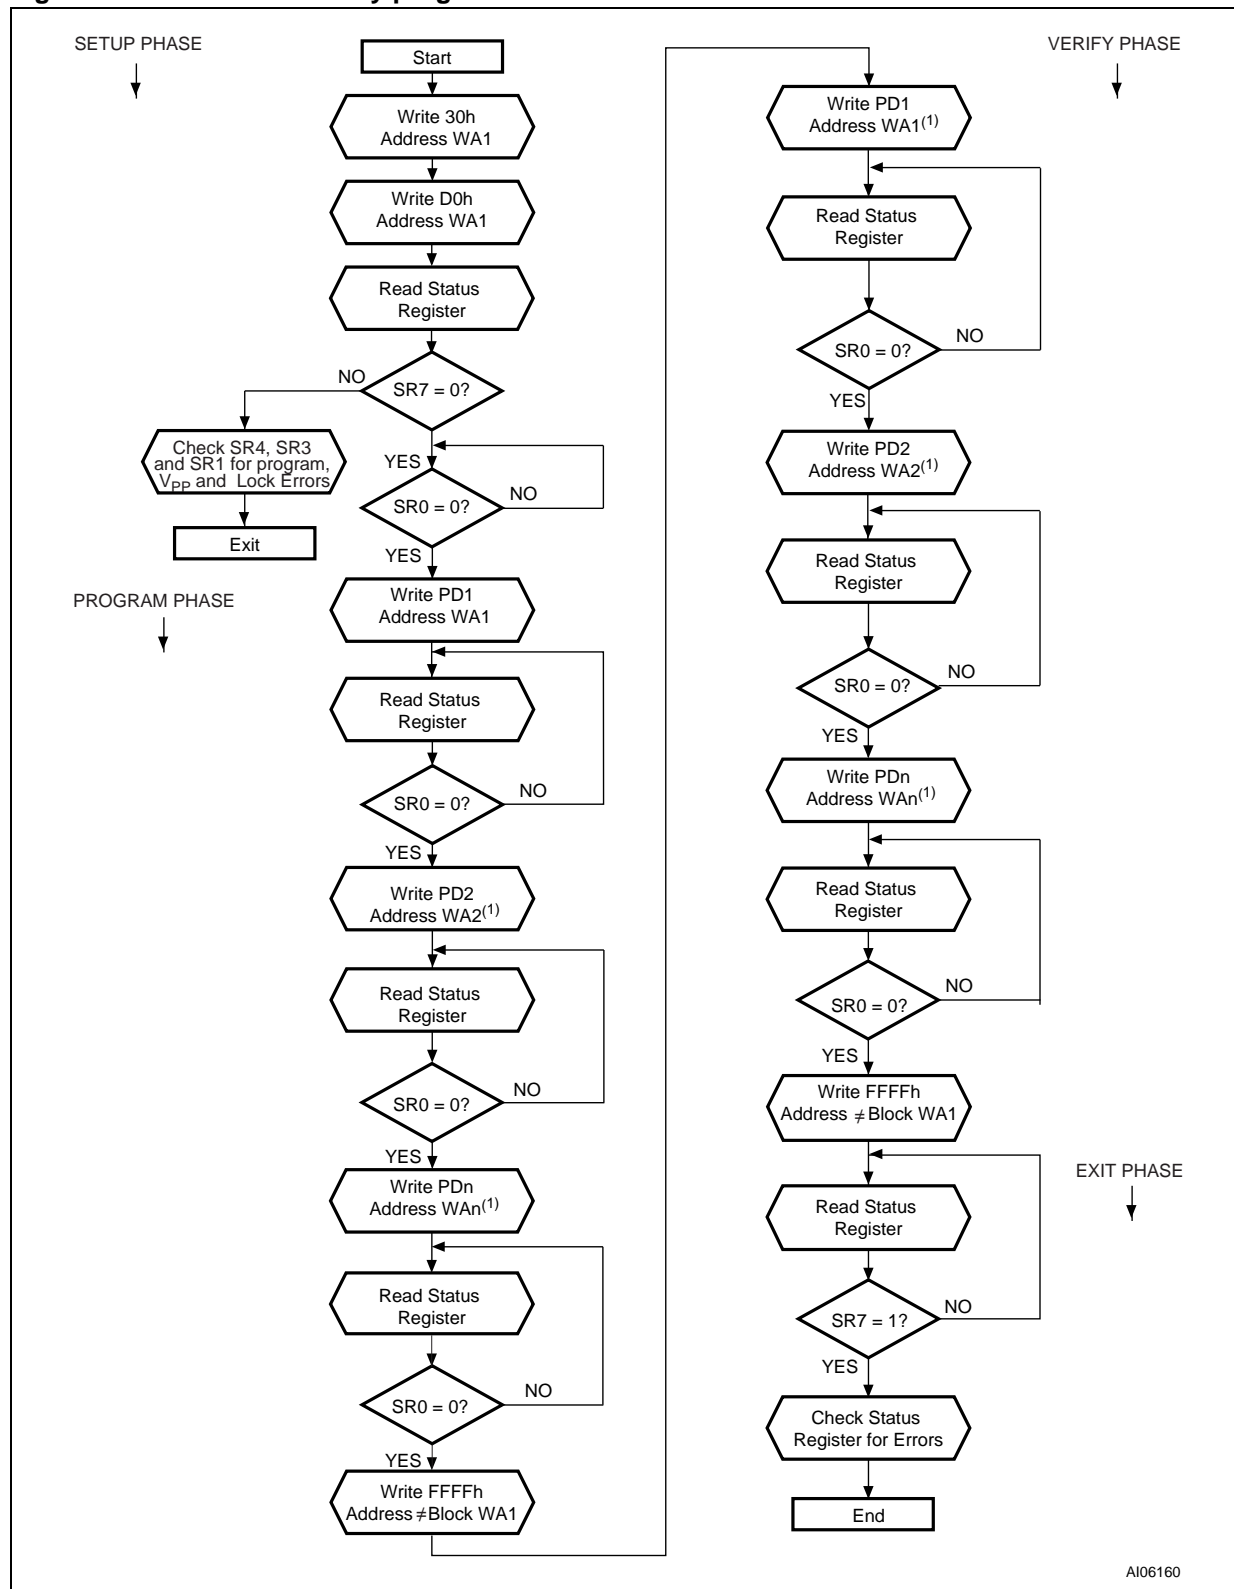 SETUP PHASE
Start
Write 30h
Address WA1
Write D0h
Address WA1
Read Status
Register
NO
SR7 = 0?
Check SR4, SR3
and SR1 for program,
VPP and Lock Errors
Exit
YES
SR0 = 0?
NO
YES
PROGRAM PHASE
Write PD1
Address WA1
Read Status
Register
SR0 = 0?
NO
YES
Write PD2
Address WA2(1)
Read Status
Register
SR0 = 0?
NO
YES
Write PDn
Address WAn(1)
Read Status
Register
SR0 = 0?
NO
YES
Write FFFFh
Address ≠ Block WA1
VERIFY PHASE
Write PD1
Address WA1(1)
Read Status
Register
SR0 = 0?
NO
YES
Write PD2
Address WA2(1)
Read Status
Register
SR0 = 0?
NO
YES
Write PDn
Address WAn(1)
Read Status
Register
SR0 = 0?
NO
YES
Write FFFFh
Address ≠ Block WA1
EXIT PHASE
Read Status
Register
SR7 = 1?
NO
YES
Check Status
Register for Errors
End
AI06160